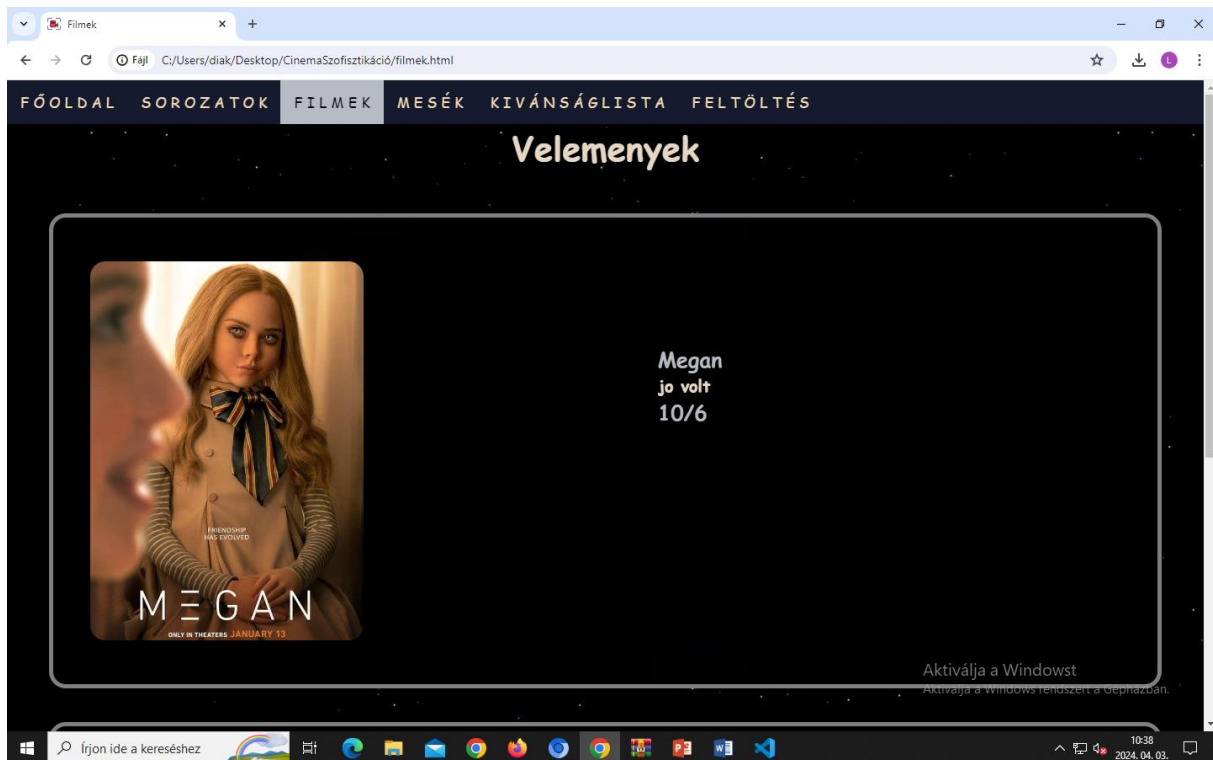 Filmek
Fájl C:/Users/diak/Desktop/CinemaSzofisztikáció/filmek.html
L
FŐOLDAL SOROZATOK FILMEK MESÉK KIVÁNSÁGLISTA FELTÖLTÉS
Velemenyek
Megan
jo volt
10/6
FRIENDSHIP
HAS EVOLVED
MEGAN
ONLY IN THEATERS JANUARY 13
Aktiválja a Windowst
Aktiválja a Windows rendszert a Gépházban.
Írjon ide a kereséshez
10:38
2024. 04. 03.